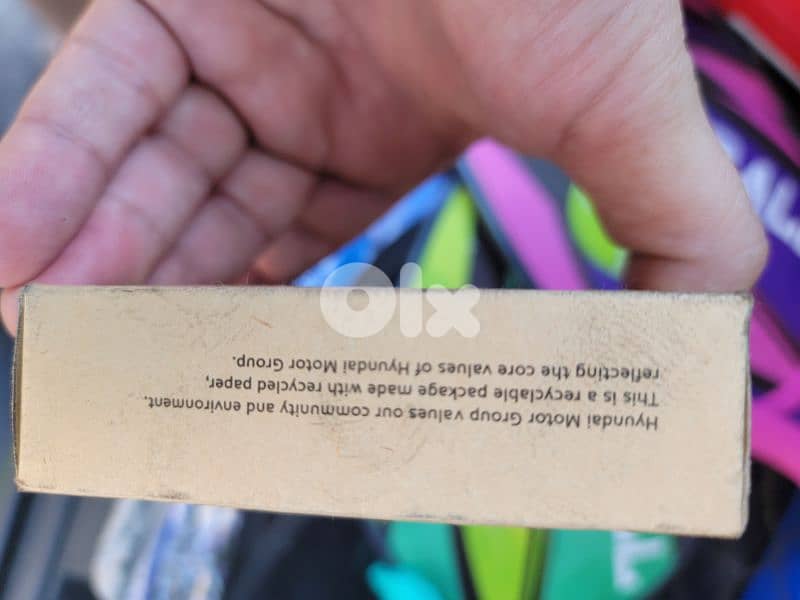 Hyundai Motor Group values our community and environment.
This is a recyclable package made with recycled paper,
reflecting the core values of Hyundai Motor Group.
olx